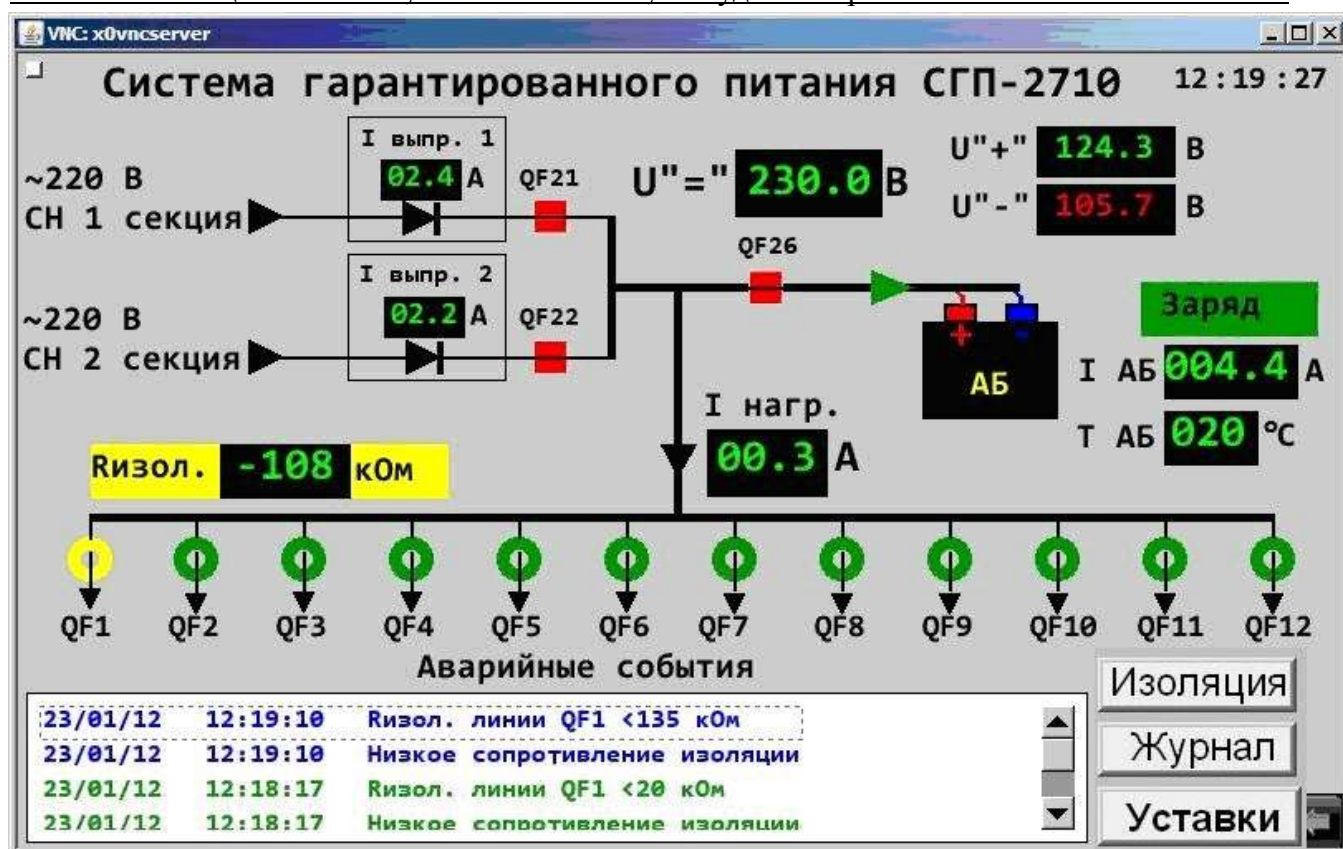 VNC: x0vncserver
Система гарантированного питания СГП-2710 12:19:27
I выпр. 1
02.4 А
QF21
~220 В
СН 1 секция
U"=" 230.0 В
U"+" 124.3 В
U"-" 105.7 В
I выпр. 2
02.2 А
QF22
~220 В
СН 2 секция
QF26
+ -
АБ
Заряд
I АБ 004.4 А
Т АБ 020 °С
I нагр.
00.3 А
Rизол. -108 кОм
QF1 QF2 QF3 QF4 QF5 QF6 QF7 QF8 QF9 QF10 QF11 QF12
Аварийные события
23/01/12 12:19:10 Rизол. линии QF1 <135 кОм
23/01/12 12:19:10 Низкое сопротивление изоляции
23/01/12 12:18:17 Rизол. линии QF1 <20 кОм
23/01/12 12:18:17 Низкое сопротивление изоляции
Изоляция
Журнал
Уставки